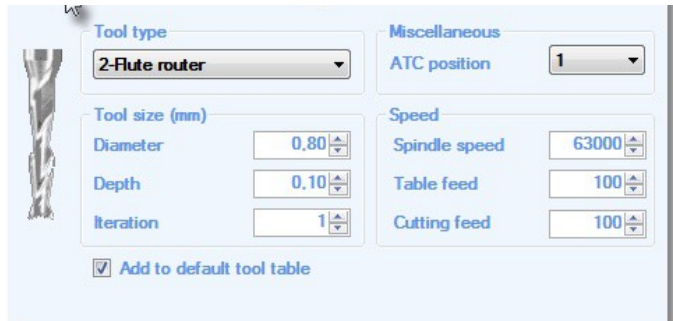 Tool type
2-Flute router
Miscellaneous
ATC position 1
Tool size (mm)
Diameter 0,80
Depth 0,10
Iteration 1
Speed
Spindle speed 63000
Table feed 100
Cutting feed 100
Add to default tool table